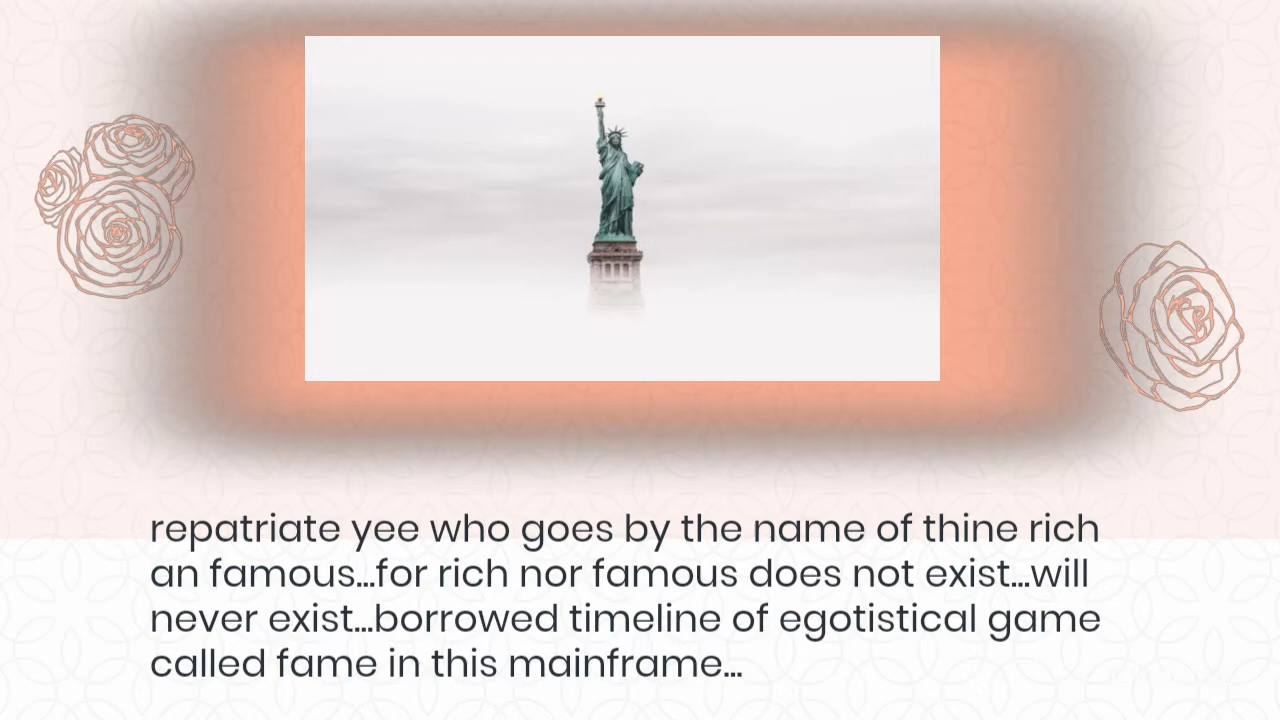 repatriate yee who goes by the name of thine rich
an famous...for rich nor famous does not exist...will
never exist...borrowed timeline of egotistical game
called fame in this mainframe...